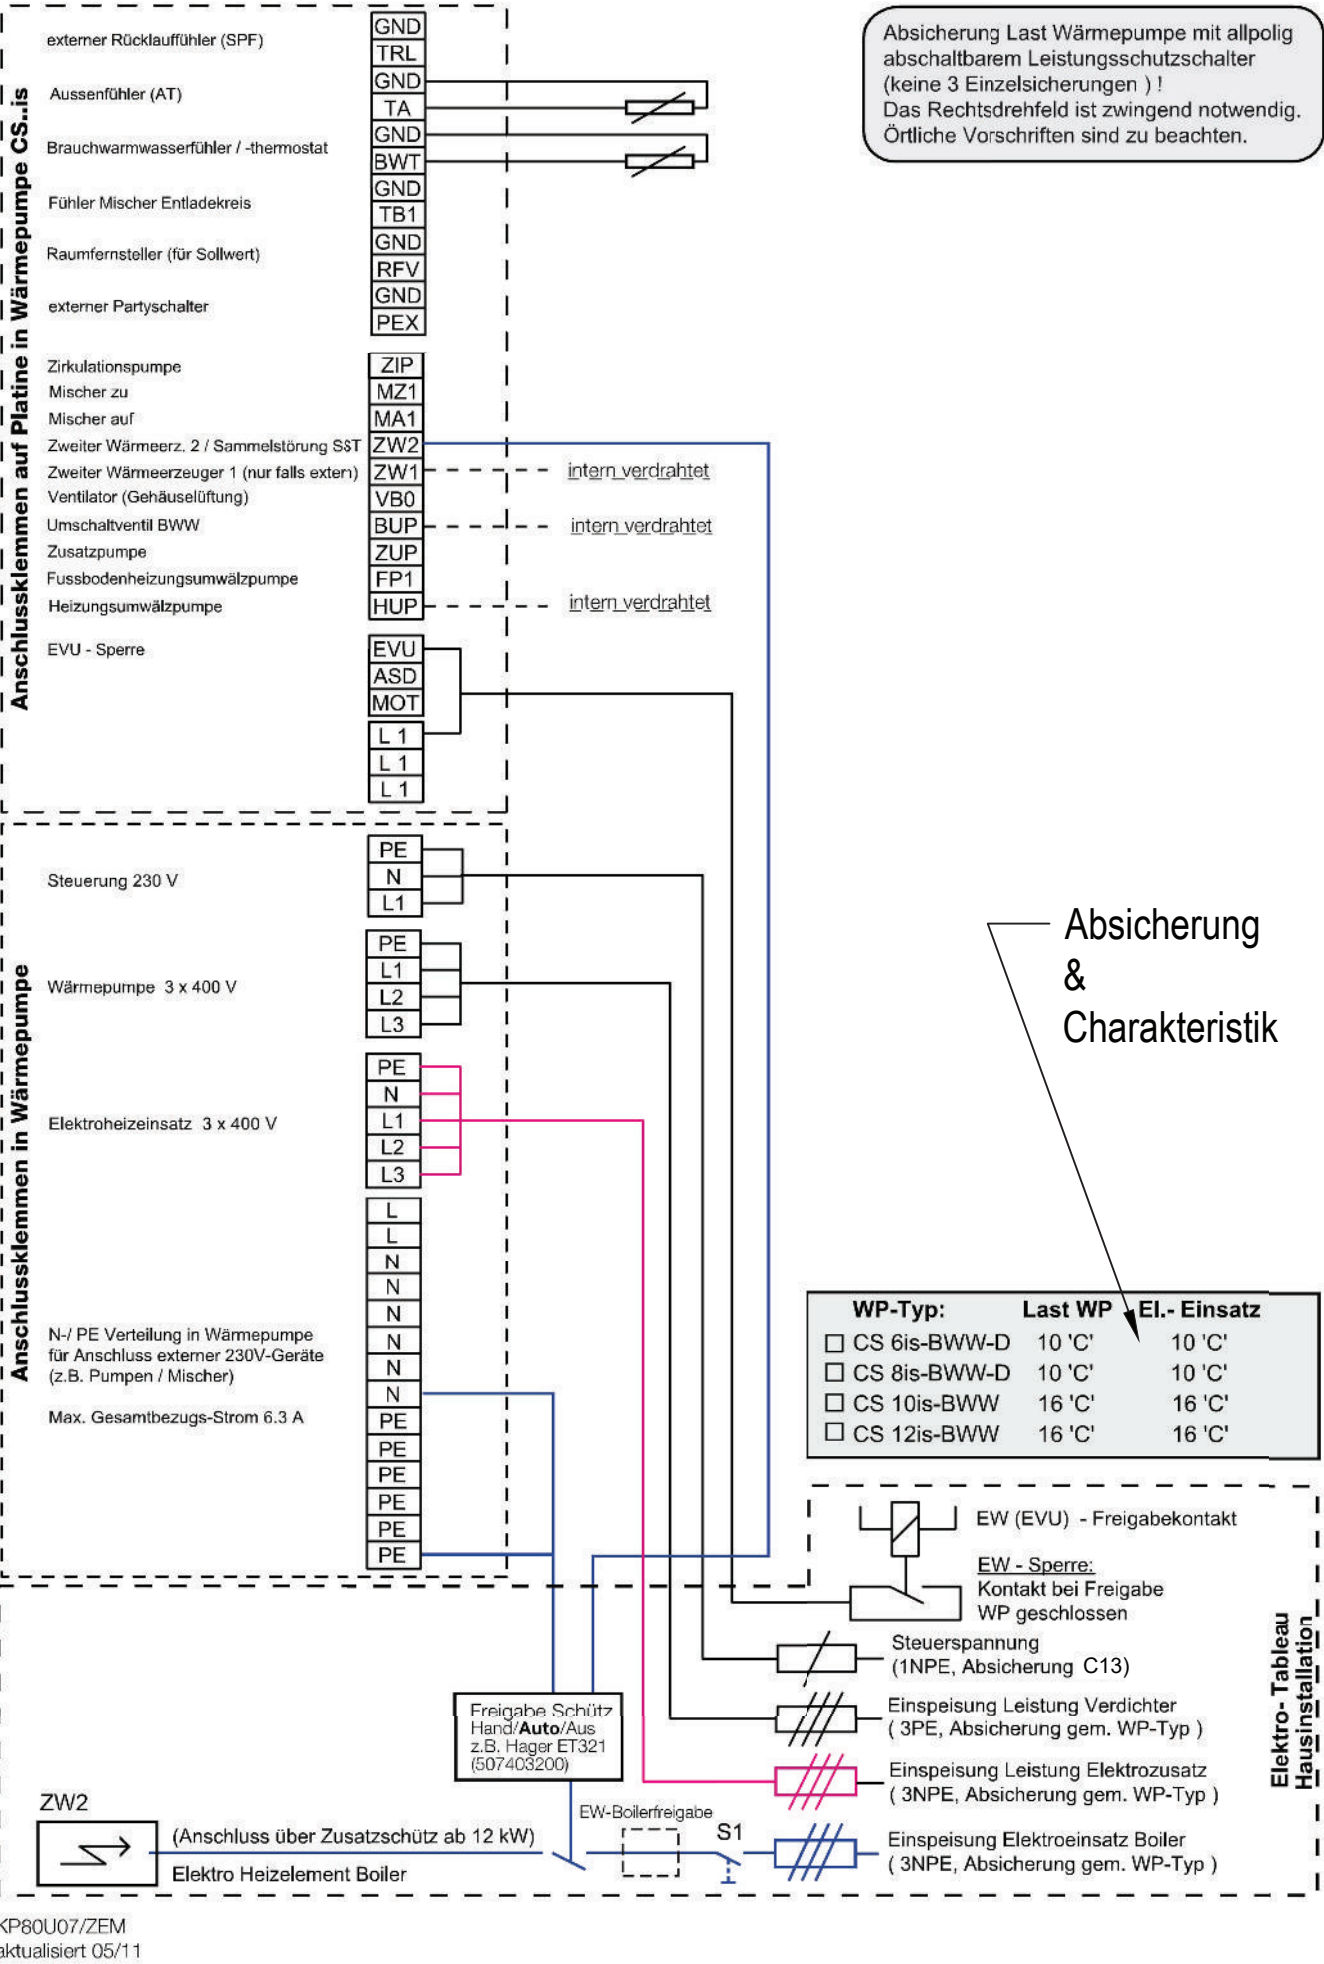 Absicherung Last Wärmepumpe mit allpolig
abschaltbarem Leistungsschutzschalter
(keine 3 Einzelsicherungen ) !
Das Rechtsdrehfeld ist zwingend notwendig.
Örtliche Vorschriften sind zu beachten.
Anschlussklemmen auf Platine in Wärmepumpe CS..is
externer Rücklauffühler (SPF)
GND
TRL
Aussenfühler (AT)
GND
TA
Brauchwarmwasserfühler / -thermostat
GND
BWT
Fühler Mischer Entladekreis
GND
TB1
Raumfernsteller (für Sollwert)
GND
RFV
externer Partyschalter
GND
PEX
Zirkulationspumpe ZIP
Mischer zu MZ1
Mischer auf MA1
Zweiter Wärmeerz. 2 / Sammelstörung SST ZW2
Zweiter Wärmeerzeuger 1 (nur falls extern) ZW1 intern verdrahtet
Ventilator (Gehäuselüftung) VB0
Umschaltventil BWW BUP intern verdrahtet
Zusatzpumpe ZUP
Fussbodenheizungsumwälzpumpe FP1
Heizungsumwälzpumpe HUP intern verdrahtet
EVU - Sperre EVU
ASD
MOT
L 1
L 1
L 1
Anschlussklemmen in Wärmepumpe
Steuerung 230 V
PE
N
L1
Wärmepumpe 3 x 400 V
PE
L1
L2
L3
Elektroheizeinsatz 3 x 400 V
PE
N
L1
L2
L3
N-/ PE Verteilung in Wärmepumpe
für Anschluss externer 230V-Geräte
(z.B. Pumpen / Mischer)
Max. Gesamtbezugs-Strom 6.3 A
L
L
N
N
N
N
N
N
PE
PE
PE
PE
PE
PE
Absicherung
&
Charakteristik
WP-Typ: Last WP El.- Einsatz
CS 6is-BWW-D 10 'C' 10 'C'
CS 8is-BWW-D 10 'C' 10 'C'
CS 10is-BWW 16 'C' 16 'C'
CS 12is-BWW 16 'C' 16 'C'
EW (EVU) - Freigabekontakt
EW - Sperre:
Kontakt bei Freigabe
WP geschlossen
Steuerspannung
(1NPE, Absicherung C13)
Einspeisung Leistung Verdichter
( 3PE, Absicherung gem. WP-Typ )
Einspeisung Leistung Elektrozusatz
( 3NPE, Absicherung gem. WP-Typ )
Einspeisung Elektroeinsatz Boiler
( 3NPE, Absicherung gem. WP-Typ )
Elektro- Tableau
Hausinstallation
Freigabe Schütz
Hand/Auto/Aus
z.B. Hager ET321
(507403200)
EW-Boilerfreigabe
S1
ZW2
(Anschluss über Zusatzschütz ab 12 kW)
Elektro Heizelement Boiler
KP80U07/ZEM
aktualisiert 05/11